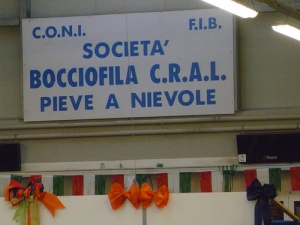 C.O.N.I. F.I.B.
SOCIETA´
BOCCIOFILA C.R.A.L.
PIEVE A NIEVOLE